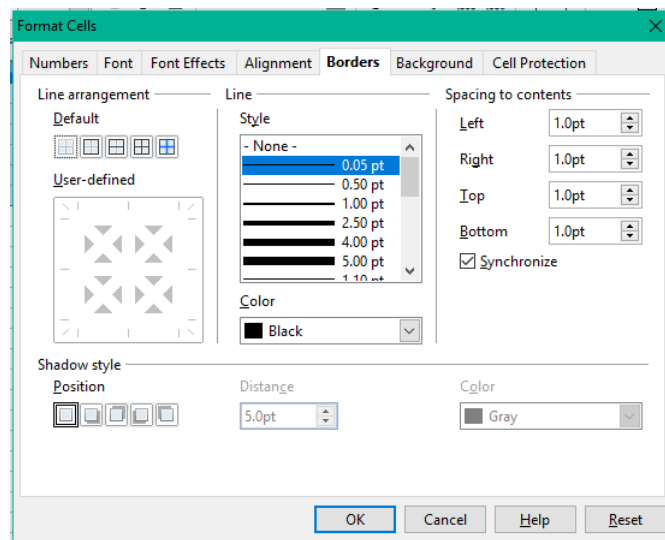 Format Cells
Numbers Font Font Effects Alignment Borders Background Cell Protection
Line arrangement
Default
User-defined
Line
Style
- None -
0.05 pt
0.50 pt
1.00 pt
2.50 pt
4.00 pt
5.00 pt
1.10 pt
Color
Black
Spacing to contents
Left 1.0pt
Right 1.0pt
Top 1.0pt
Bottom 1.0pt
Synchronize
Shadow style
Position
Distance
5.0pt
Color
Gray
OK Cancel Help Reset